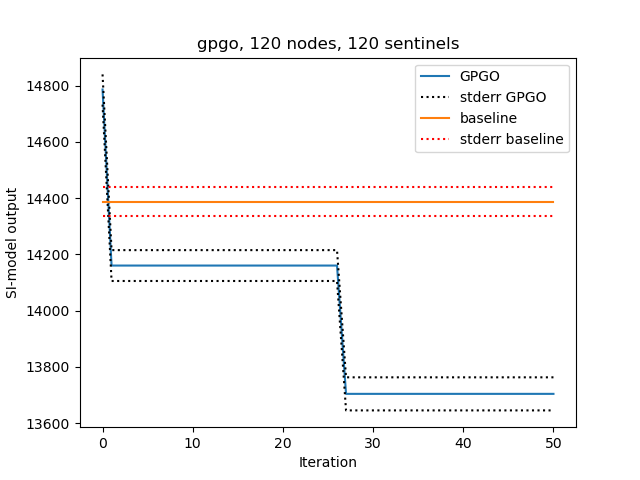 gpgo, 120 nodes, 120 sentinels
GPGO
stderr GPGO
baseline
stderr baseline
SI-model output
14800
14600
14400
14200
14000
13800
13600
0 10 20 30 40 50
Iteration